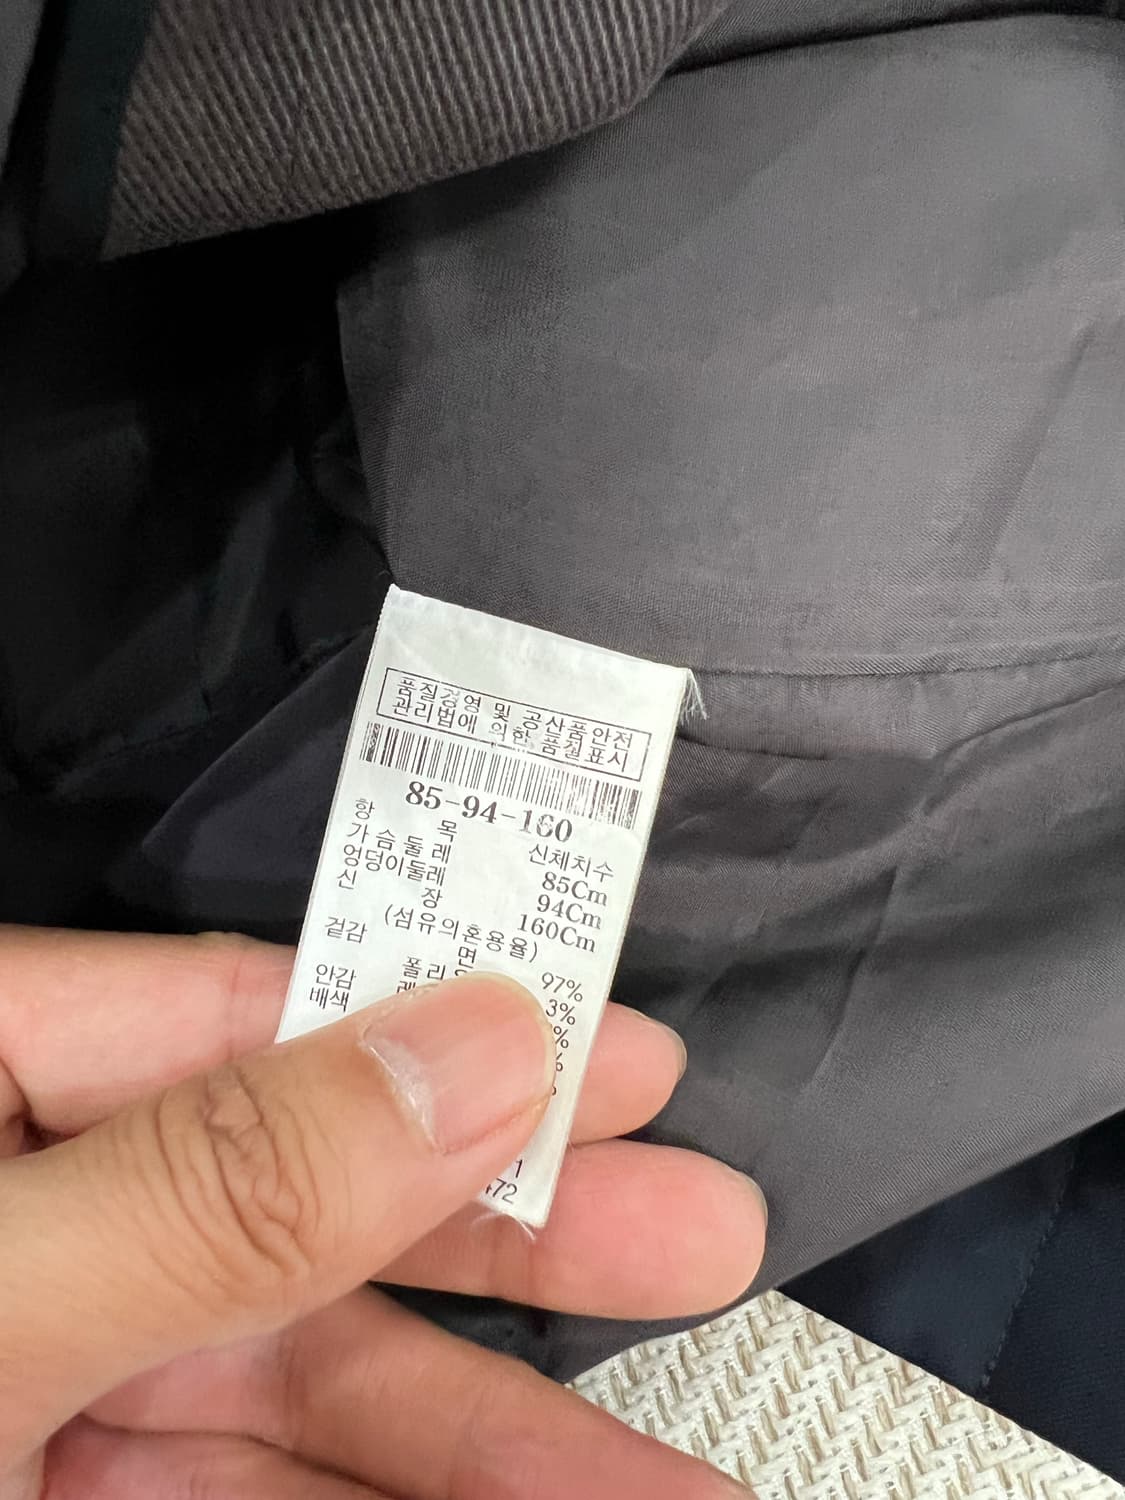 품질경영 및 공산품안전
관리법에 의한 품질표시
85-94-160
항 목 신체치수
가슴둘레 85Cm
엉덩이둘레 94Cm
신 장 160Cm
(섬유의혼용율)
겉감 면 97%
3%
안감
배색